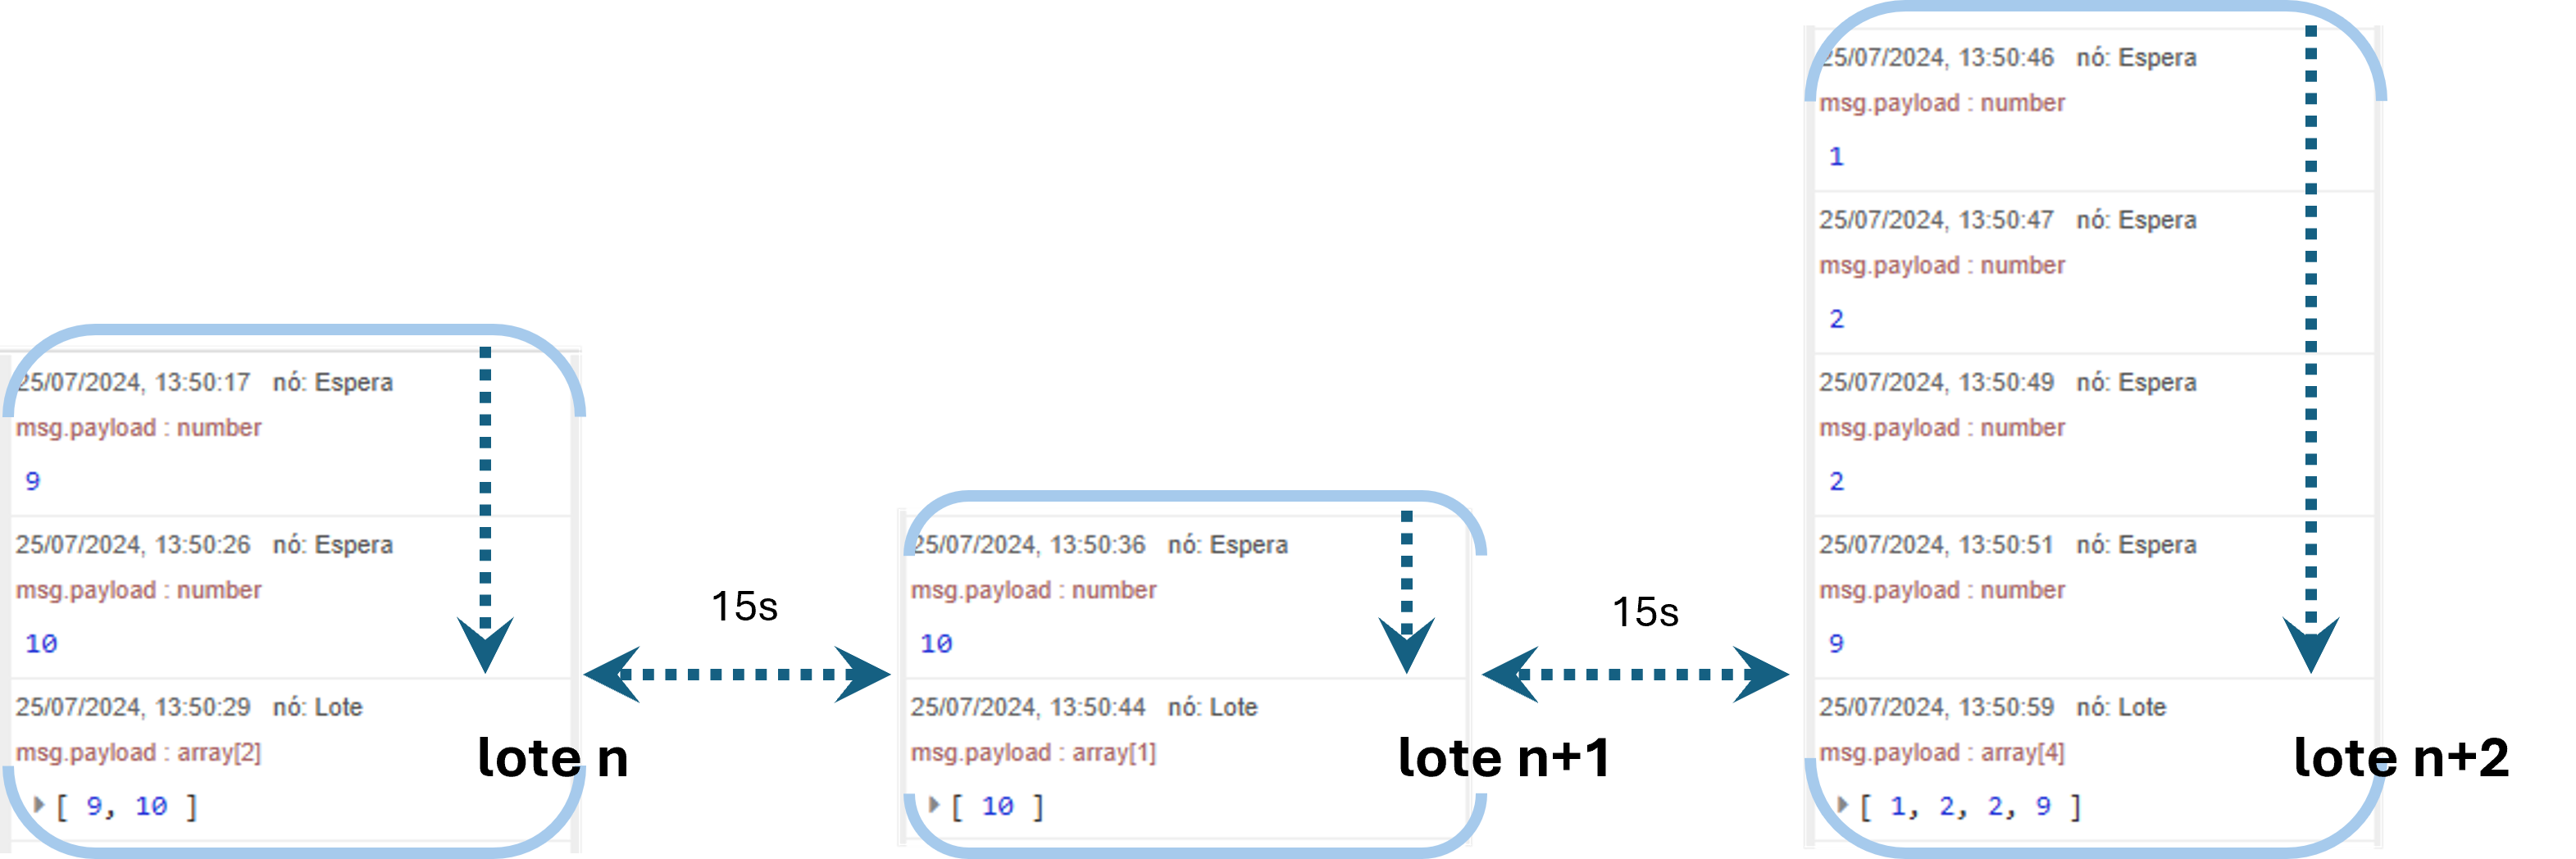 25/07/2024, 13:50:17 nó: Espera
msg.payload : number
9
25/07/2024, 13:50:26 nó: Espera
msg.payload : number
10
25/07/2024, 13:50:29 nó: Lote
msg.payload : array[2]
[ 9, 10 ]
lote n
15s
25/07/2024, 13:50:36 nó: Espera
msg.payload : number
10
25/07/2024, 13:50:44 nó: Lote
msg.payload : array[1]
[ 10 ]
lote n+1
15s
25/07/2024, 13:50:46 nó: Espera
msg.payload : number
1
25/07/2024, 13:50:47 nó: Espera
msg.payload : number
2
25/07/2024, 13:50:49 nó: Espera
msg.payload : number
2
25/07/2024, 13:50:51 nó: Espera
msg.payload : number
9
25/07/2024, 13:50:59 nó: Lote
msg.payload : array[4]
[ 1, 2, 2, 9 ]
lote n+2